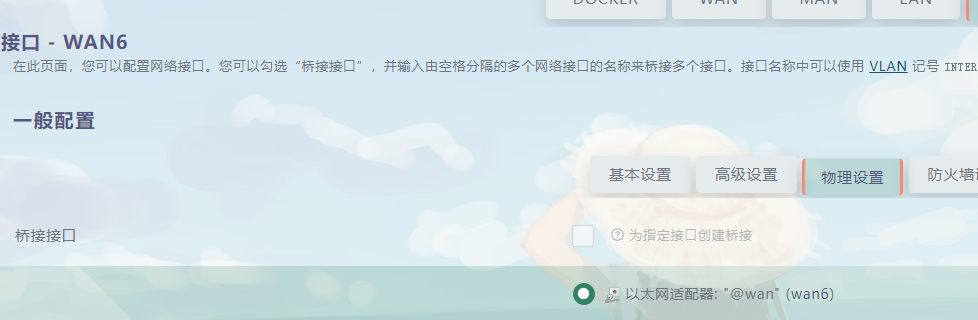 DOCKER WAN MAN LAN
接口 - WAN6
在此页面，您可以配置网络接口。您可以勾选“桥接接口”，并输入由空格分隔的多个网络接口的名称来桥接多个接口。接口名称中可以使用 VLAN 记号 INTER
一般配置
基本设置 高级设置 物理设置 防火墙
桥接接口 为指定接口创建桥接
以太网适配器: "@wan" (wan6)